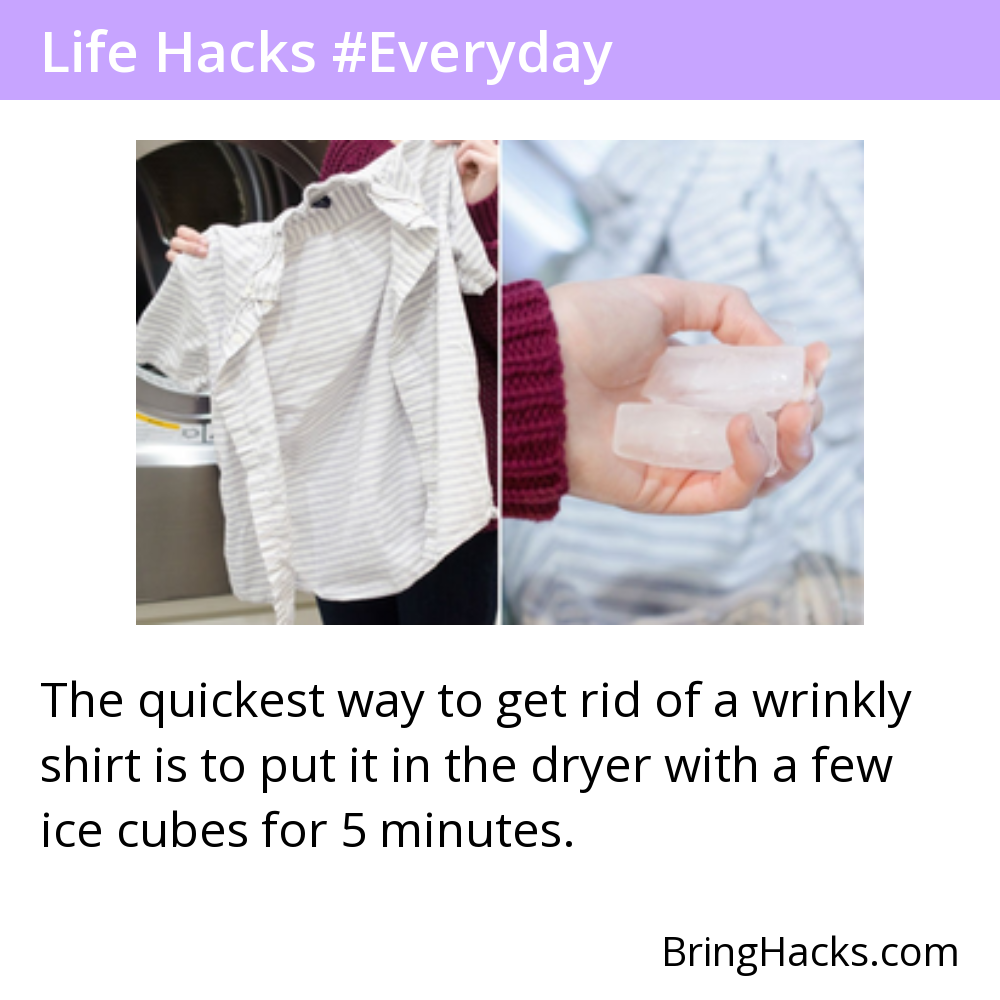 Life Hacks #Everyday
The quickest way to get rid of a wrinkly
shirt is to put it in the dryer with a few
ice cubes for 5 minutes.
BringHacks.com